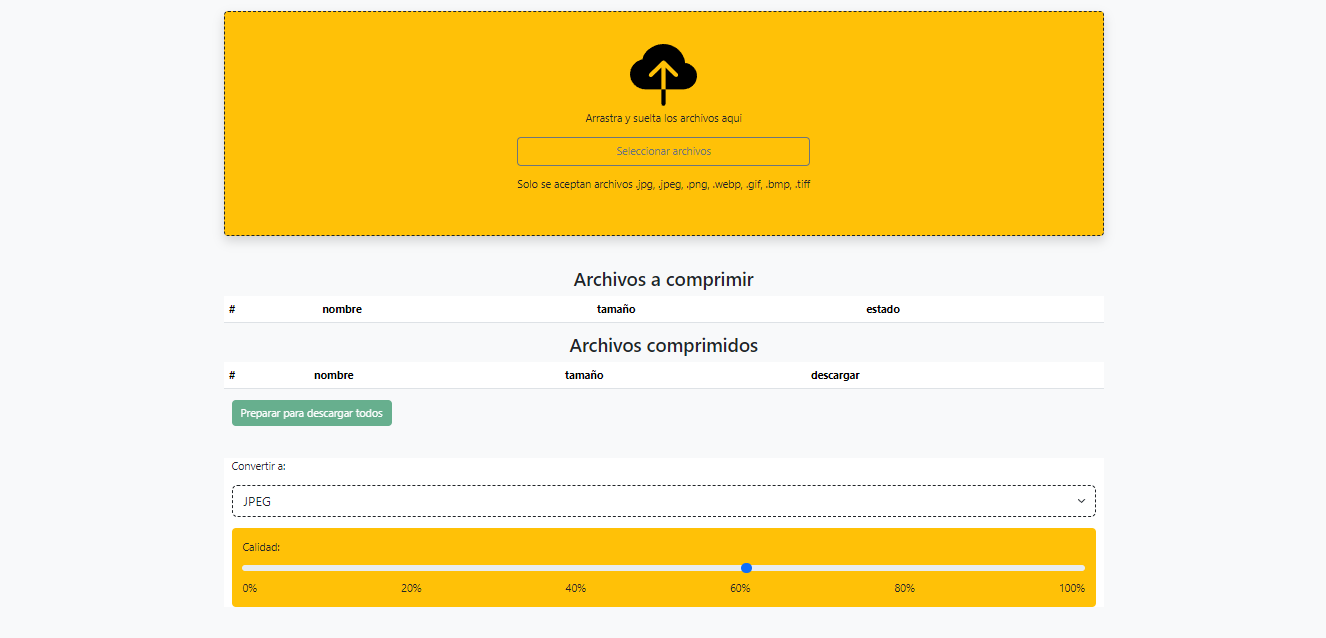 Arrastra y suelta los archivos aquí
Seleccionar archivos
Solo se aceptan archivos .jpg, .jpeg, .png, .webp, .gif, .bmp, .tiff
Archivos a comprimir
# nombre tamaño estado
Archivos comprimidos
# nombre tamaño descargar
Preparar para descargar todos
Convertir a:
JPEG
Calidad:
0% 20% 40% 60% 80% 100%